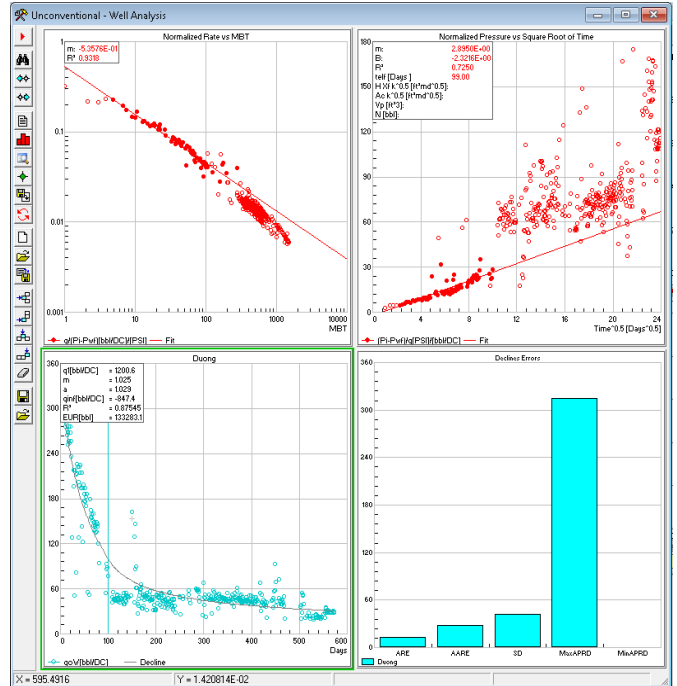 Unconventional - Well Analysis
Normalized Rate vs MBT
m: -5.3576E-01
R² 0.9318
1
0.1
0.01
0.001
1 10 100 1000 10000
MBT
q/(Pi-Pwf)[bbl/DC]/[PSI] Fit
Normalized Pressure vs Square Root of Time
m: 2.8950E+00
B: -2.3216E+00
R² 0.7250
telf [Days ] 99.00
H Xf k^0.5 [ft*md^0.5]:
Ac k^0.5 [ft*md^0.5]:
Vp [ft^3]:
N [bbl]:
180
150
120
90
60
30
0
0 4 8 12 16 20 24
Time^0.5 [Days^0.5]
(Pi-Pwf)/q[PSI]/[bbl/DC] Fit
Duong
q1[bbl/DC] = 1200.6
m = 1.025
a = 1.029
qinf[bbl/DC] = -847.4
R² = 0.87545
EUR[bbl] = 133283.1
360
300
240
180
120
60
0
0 100 200 300 400 500 600
Days
qoV[bbl/DC] Decline
Declines Errors
360
300
240
180
120
60
0
ARE AARE SD MaxAPRD MinAPRD
Duong
X = 595.4916 Y = 1.420814E-02